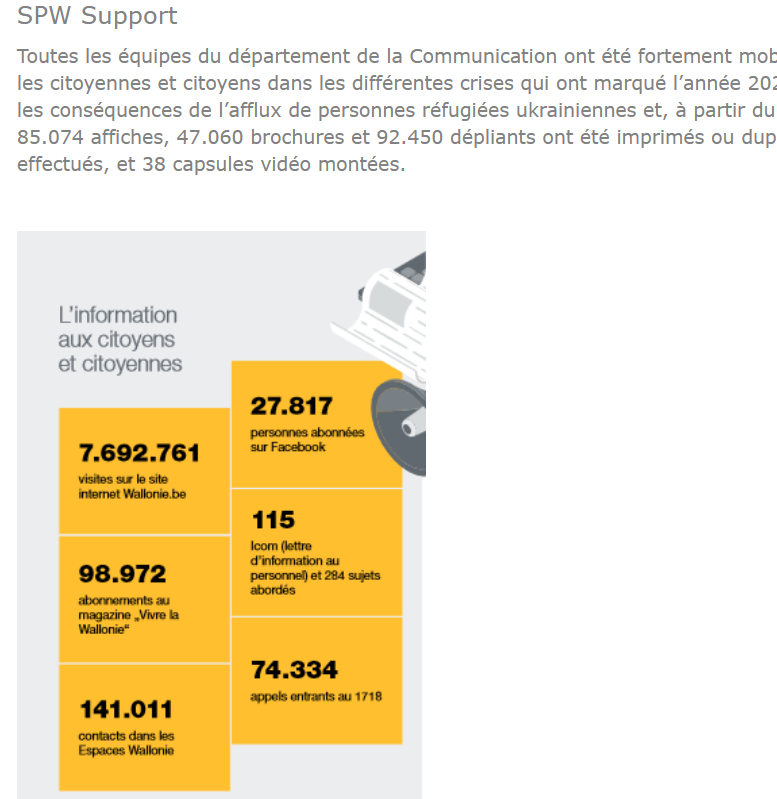 SPW Support
Toutes les équipes du département de la Communication ont été fortement mob
les citoyennes et citoyens dans les différentes crises qui ont marqué l’année 202
les conséquences de l’afflux de personnes réfugiées ukrainiennes et, à partir du
85.074 affiches, 47.060 brochures et 92.450 dépliants ont été imprimés ou dup
effectués, et 38 capsules vidéo montées.
L’information
aux citoyens
et citoyennes
7.692.761
visites sur le site
internet Wallonie.be
98.972
abonnements au
magazine „Vivre la
Wallonie“
141.011
contacts dans les
Espaces Wallonie
27.817
personnes abonnées
sur Facebook
115
Icom (lettre
d’information au
personnel) et 284 sujets
abordés
74.334
appels entrants au 1718